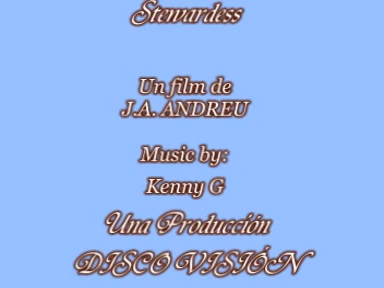 Stewardess
Un film de
J.A. ANDREU
Music by:
Kenny G
Una Producción
DISCO VISIÓN